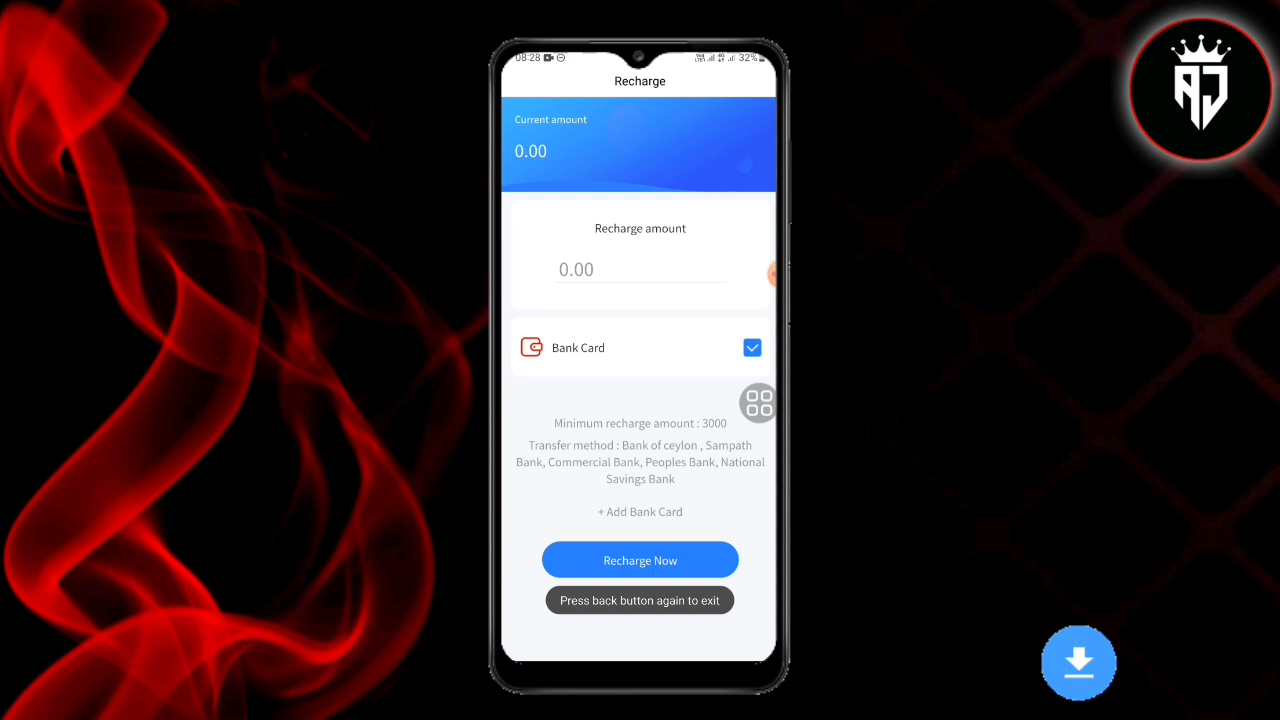 08:28
32%
Recharge
AJ
Current amount
0.00
Recharge amount
0.00
Bank Card
Minimum recharge amount : 3000
Transfer method : Bank of ceylon , Sampath
Bank, Commercial Bank, Peoples Bank, National
Savings Bank
+ Add Bank Card
Recharge Now
Press back button again to exit